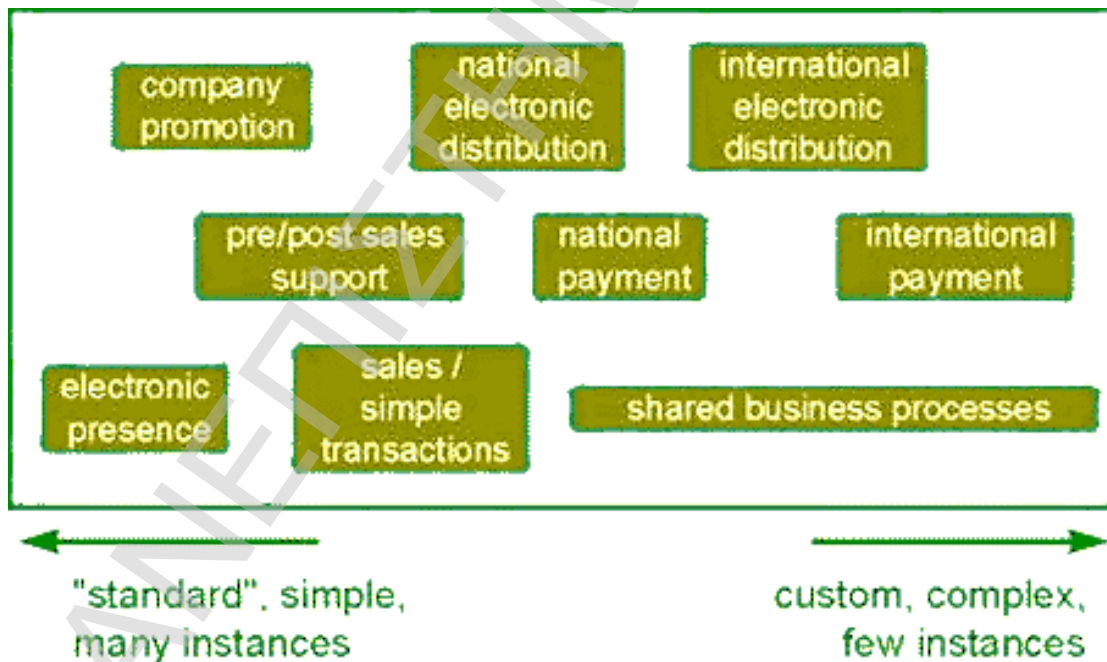 company
promotion
national
electronic
distribution
international
electronic
distribution
pre/post sales
support
national
payment
international
payment
electronic
presence
sales /
simple
transactions
shared business processes
"standard", simple,
many instances
custom, complex,
few instances